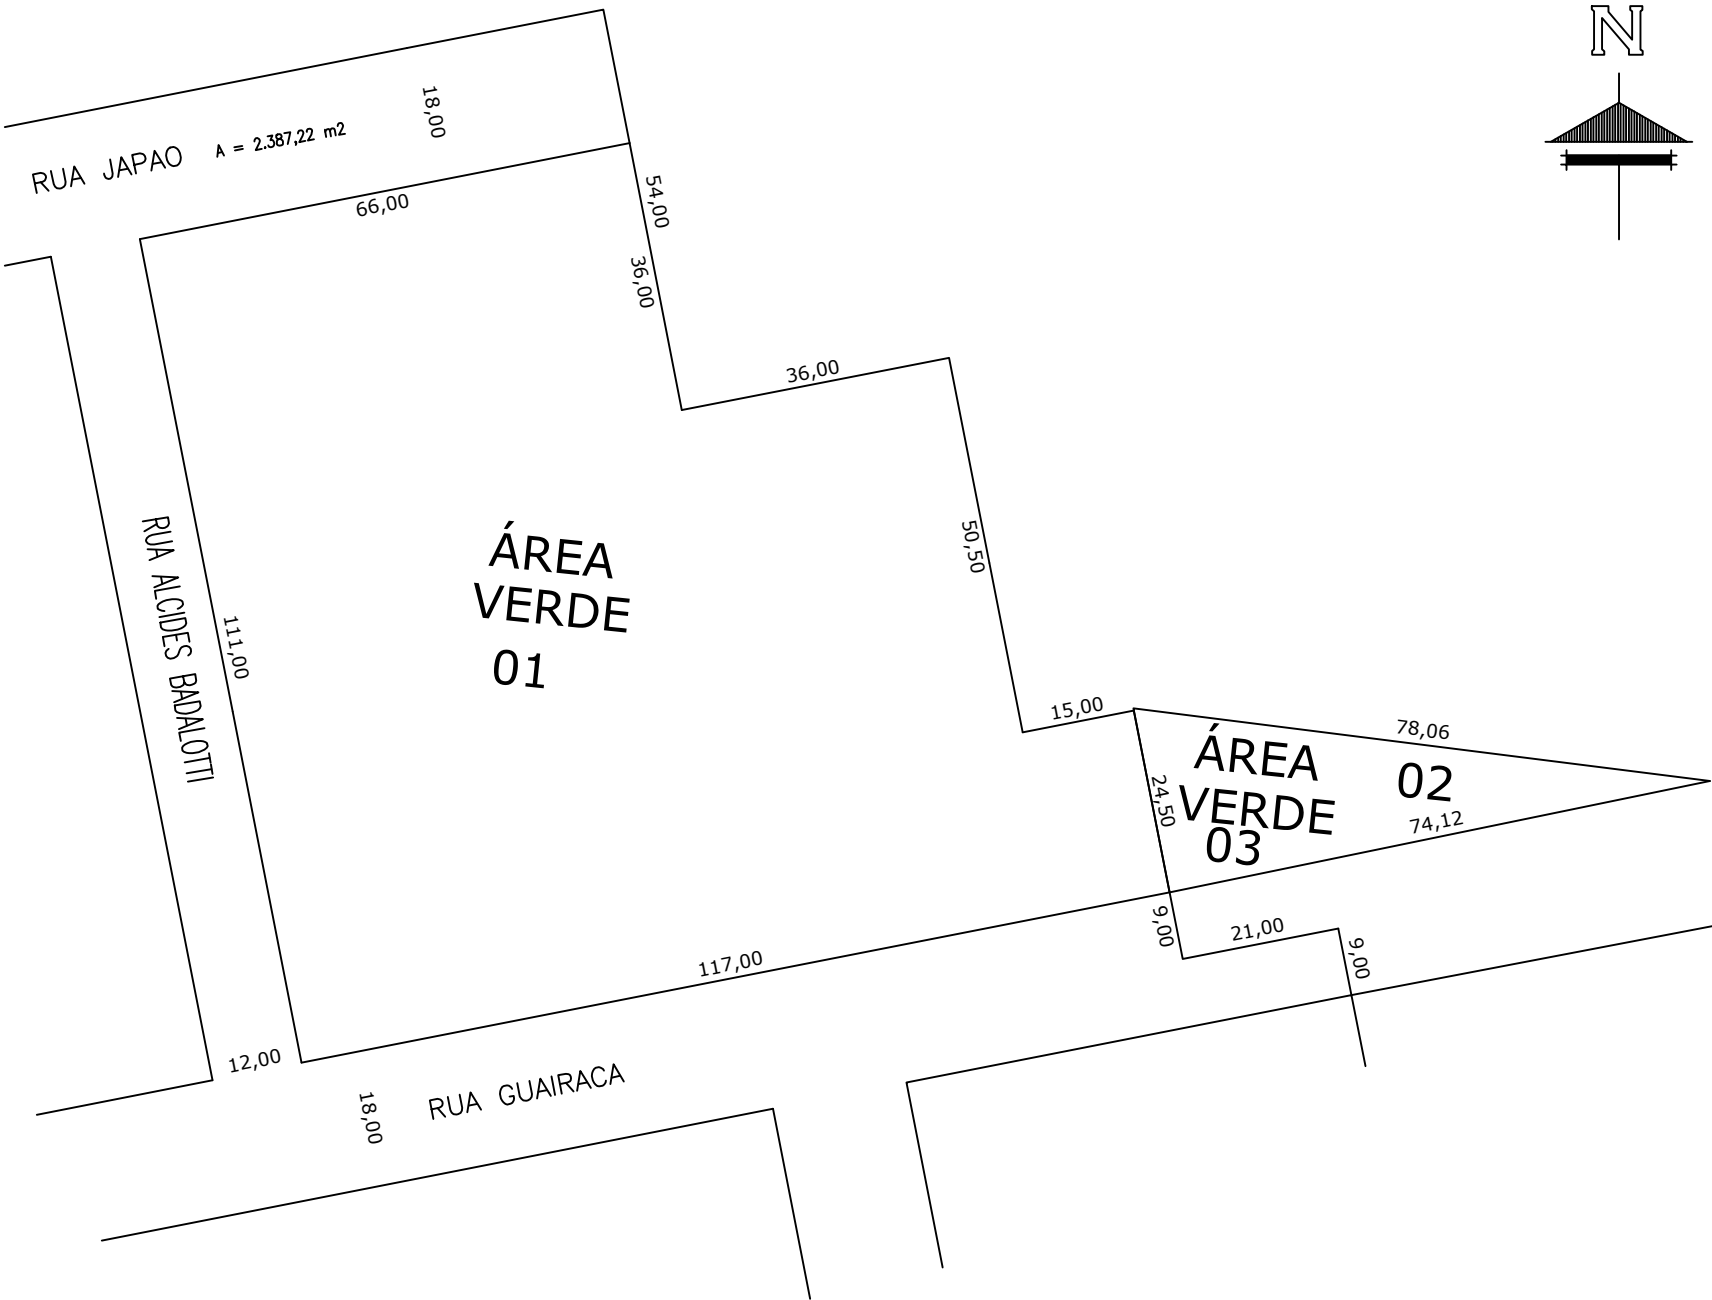 N
18,00
RUA JAPAO A = 2.387,22 m2
66,00
54,00
36,00
36,00
50,50
RUA ALCIDES BADALOTTI
111,00
ÁREA
VERDE
01
15,00
78,06
ÁREA
VERDE
03
02
24,50
74,12
9,00
21,00
9,00
117,00
12,00
18,00
RUA GUAIRACA